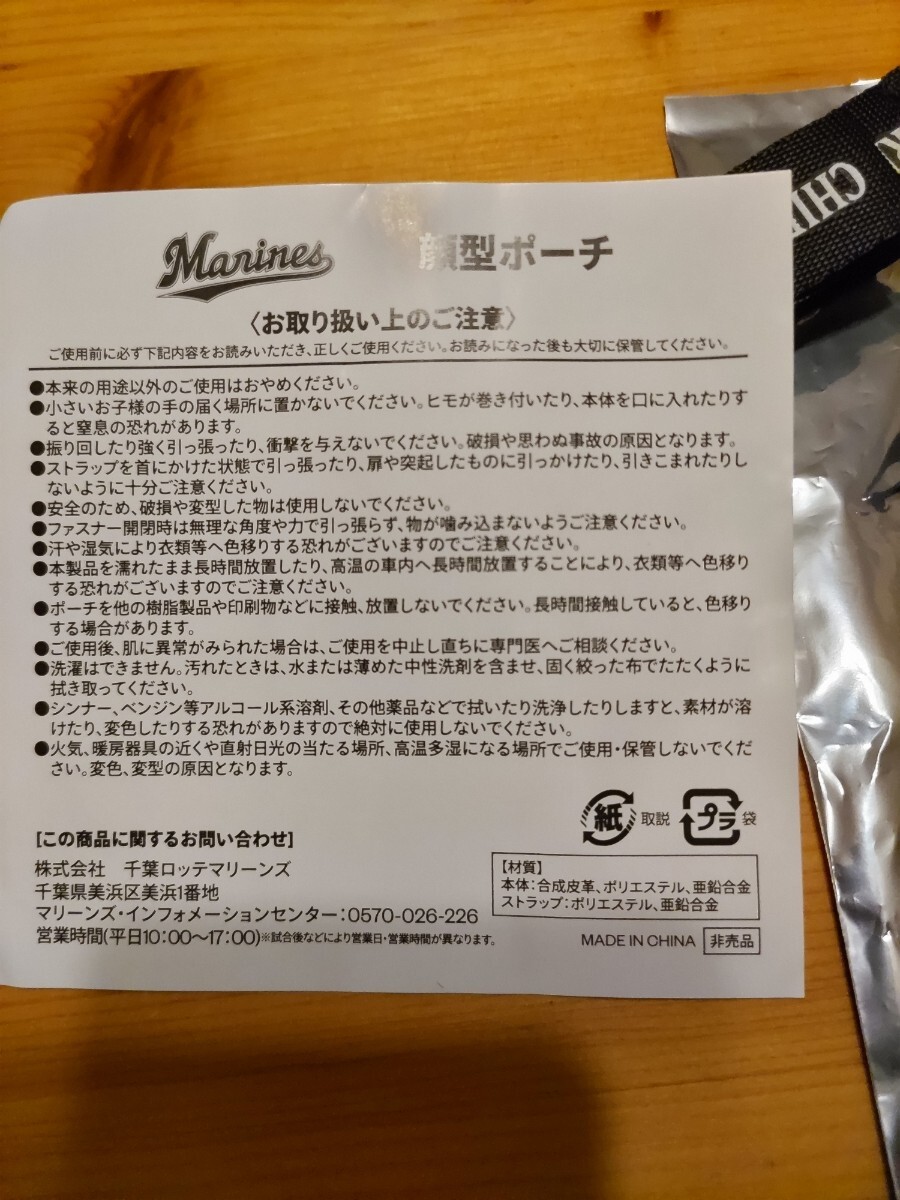 Marines 顔型ポーチ
〈お取り扱い上のご注意〉
ご使用前に必ず下記内容をお読みいただき、正しくご使用ください。お読みになった後も大切に保管してください。
●本来の用途以外のご使用はおやめください。
●小さいお子様の手の届く場所に置かないでください。ヒモが巻き付いたり、本体を口に入れたりす
ると窒息の恐れがあります。
●振り回したり強く引っ張ったり、衝撃を与えないでください。破損や思わぬ事故の原因となります。
●ストラップを首にかけた状態で引っ張ったり、扉や突起したものに引っかけたり、引きこまれたりし
ないように十分ご注意ください。
●安全のため、破損や変型した物は使用しないでください。
●ファスナー開閉時は無理な角度や力で引っ張らず、物が噛み込まないようご注意ください。
●汗や湿気により衣類等へ色移りする恐れがございますのでご注意ください。
●本製品を濡れたまま長時間放置したり、高温の車内へ長時間放置することにより、衣類等へ色移り
する恐れがございますのでご注意ください。
●ポーチを他の樹脂製品や印刷物などに接触、放置しないでください。長時間接触していると、色移り
する場合があります。
●ご使用後、肌に異常がみられた場合は、ご使用を中止し直ちに専門医へご相談ください。
●洗濯はできません。汚れたときは、水または薄めた中性洗剤を含ませ、固く絞った布でたたくように
拭き取ってください。
●シンナー、ベンジン等アルコール系溶剤、その他薬品などで拭いたり洗浄したりしますと、素材が溶
けたり、変色したりする恐れがありますので絶対に使用しないでください。
●火気、暖房器具の近くや直射日光の当たる場所、高温多湿になる場所でご使用・保管しないでくだ
さい。変色、変型の原因となります。
紙 取説 プラ 袋
[この商品に関するお問い合わせ]
株式会社 千葉ロッテマリーンズ
千葉県美浜区美浜1番地
マリーンズ・インフォメーションセンター:0570-026-226
営業時間(平日10:00〜17:00)※試合後などにより営業日・営業時間が異なります。
【材質】
本体:合成皮革、ポリエステル、亜鉛合金
ストラップ:ポリエステル、亜鉛合金
MADE IN CHINA 非売品